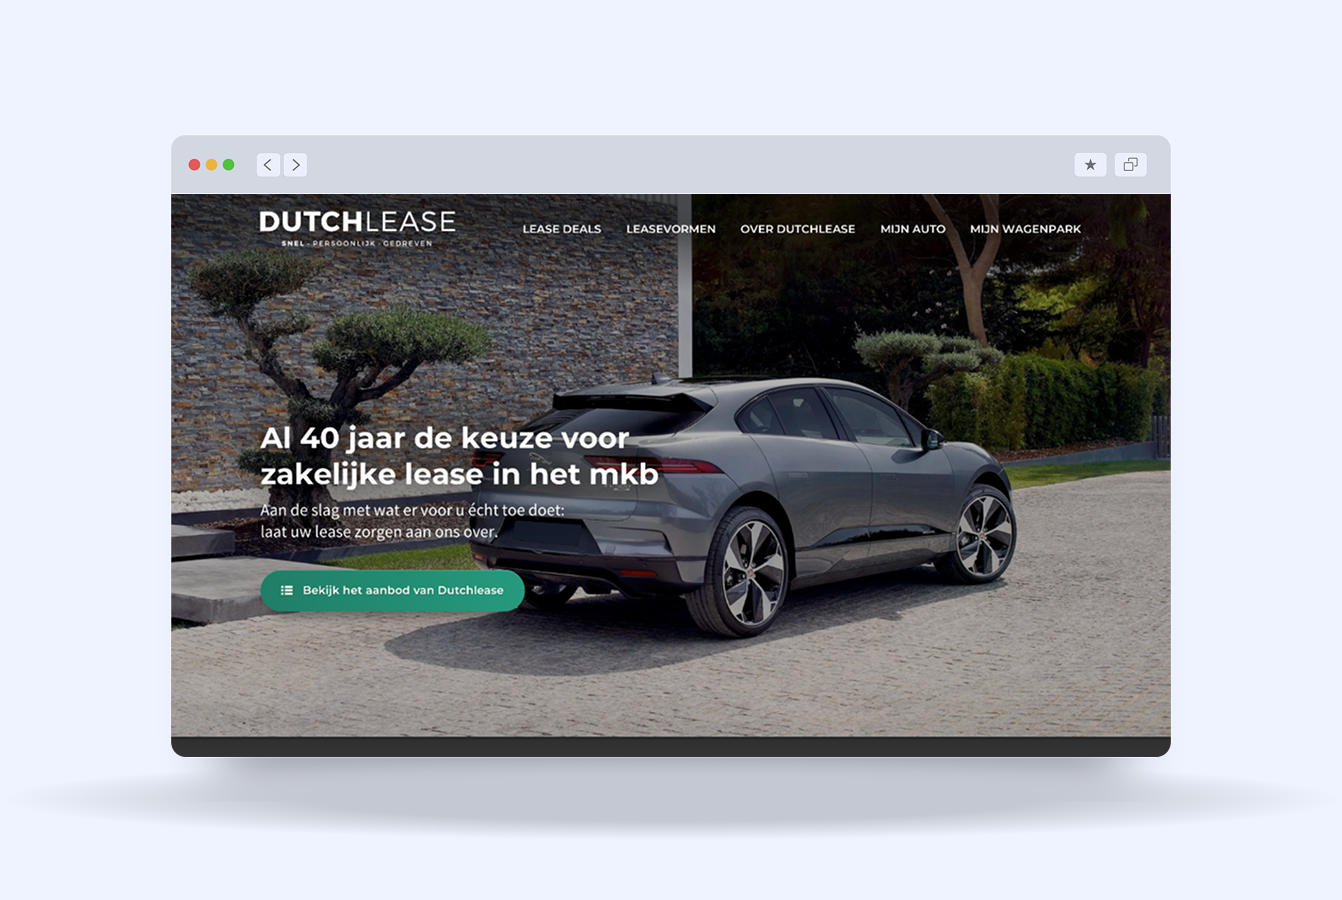 DUTCHLEASE
SNEL · PERSOONLIJK · GEDREVEN
LEASE DEALS LEASEVORMEN OVER DUTCHLEASE MIJN AUTO MIJN WAGENPARK
Al 40 jaar de keuze voor
zakelijke lease in het mkb
Aan de slag met wat er voor u écht toe doet:
laat uw lease zorgen aan ons over.
Bekijk het aanbod van Dutchlease